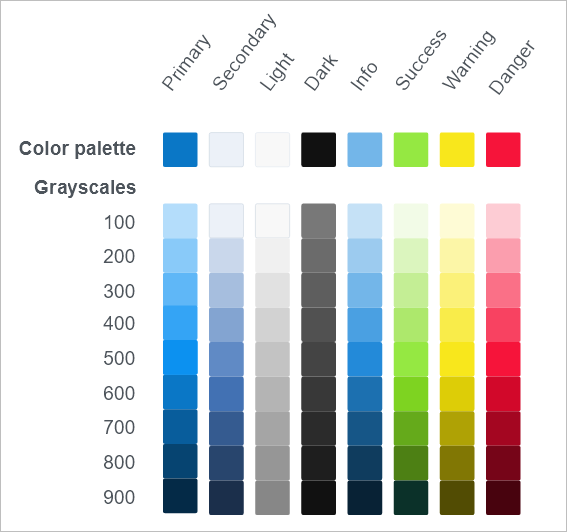 Primary
Secondary
Light
Dark
Info
Success
Warning
Danger
Color palette
Grayscales
100
200
300
400
500
600
700
800
900